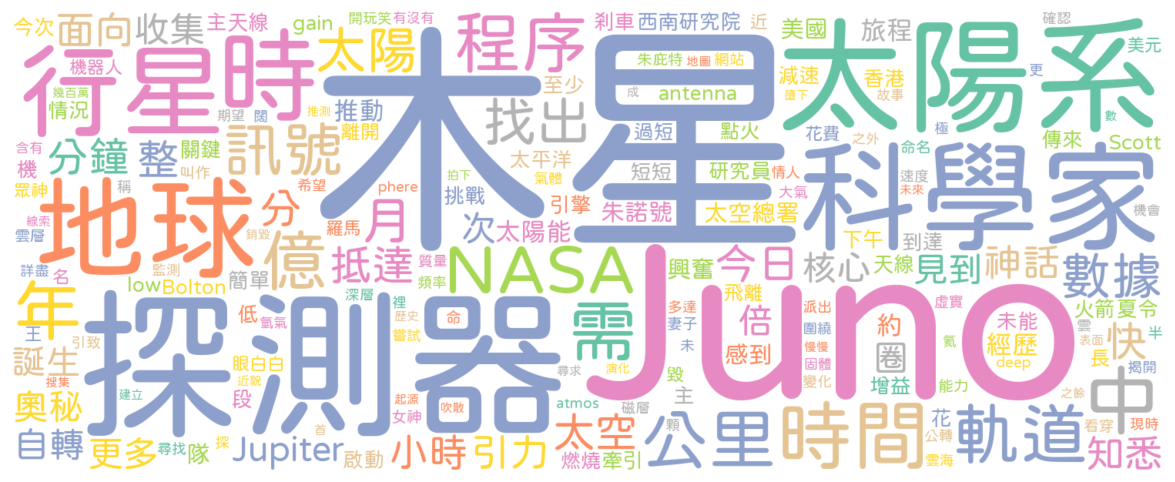 今次 面向 收集 主天線 gain 開玩笑 有沒有 剎車 西南研究院 近 美國 旅程 確認
行星 時 太陽 程序 木星 朱庇特 地圖 網站 太陽系 美元
機器人 幾百萬 情況 期望 闊 推測 推動 至少 成 antenna 減速 香港 墮下 故事 更
離開 找出 過短 點火 花費 極 之外 傳來 數
含有 分鐘 整 關鍵 訊號 太平洋 短短 研究員 情人 科學家 命名 Scott
機 叫作 氣體 大氣 速度 未來
眾神 稱 希望 phere 拍下 挑戰 引擎 朱諾號 太空總署 機會
線索 雲層 地球 銷毀 分 羅馬 月 次 太陽能 下午 到達
詳盡 名 監測 億 抵達 質量 NASA 興奮 今日 核心 天線 見到 神話 數據
low Bolton 簡單 深層 裡 頻率 飛離 虛實 火箭 夏令
年 王 探測器 低 氫氣 歷史 命 嘗試 需 多達 妻子 未 倍 Juno 派出 圍繞 約 未能 雲 半
誕生 引致 搜集 眼白白 近貌 尋求 演化 毀 感到 慢慢 固體 變化 圈 氦 經歷 deep 長 表面 快 揭開
奧秘 建立 段 起源 吹散 女神 atmos 磁層 主 增益 能力 之餘 中
自轉 更多 尋找 隊 探 Jupiter 首 啟動 小時 引力 太空 燃燒 牽引 公里 顆 時間 花 公轉 雲海 軌道 看穿 現時 知悉